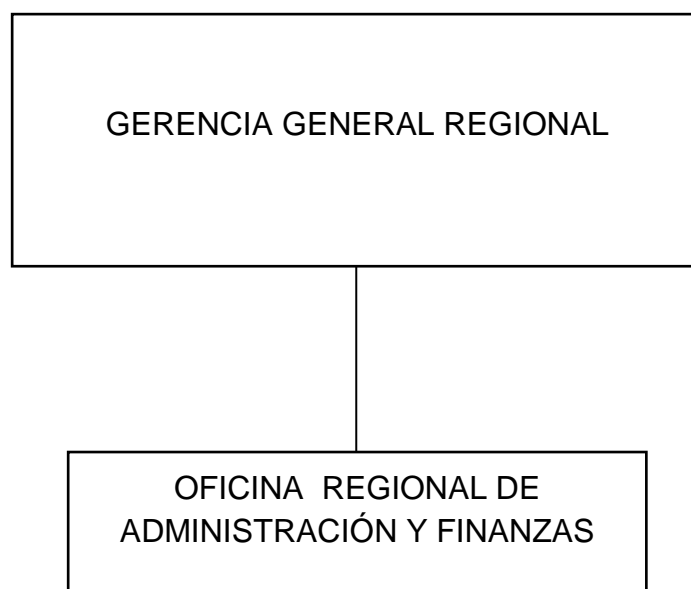 GERENCIA GENERAL REGIONAL
OFICINA  REGIONAL DE
ADMINISTRACIÓN Y FINANZAS